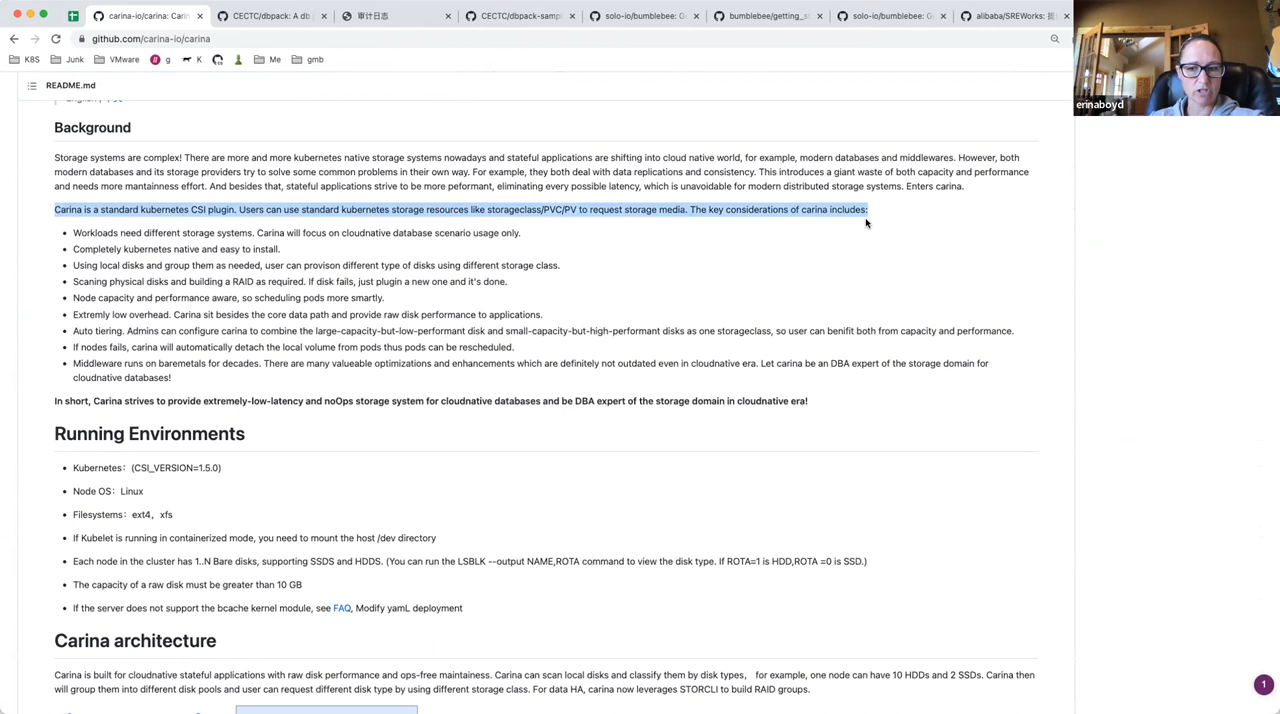 carina-io/carina: Carin
CECTC/dbpack: A db
审计日志
CECTC/dbpack-samp
solo-io/bumblebee: G
bumblebee/getting_s
solo-io/bumblebee: G
alibaba/SREWorks: 提
github.com/carina-io/carina
K8S
Junk
VMware
g
K
Me
gmb
erinaboyd
README.md
English
Background
Storage systems are complex! There are more and more kubernetes native storage systems nowadays and stateful applications are shifting into cloud native world, for example, modern databases and middlewares. However, both
modern databases and its storage providers try to solve some common problems in their own way. For example, they both deal with data replications and consistency. This introduces a giant waste of both capacity and performance
and needs more mantainness effort. And besides that, stateful applications strive to be more peformant, eliminating every possible latency, which is unavoidable for modern distributed storage systems. Enters carina.
Carina is a standard kubernetes CSI plugin. Users can use standard kubernetes storage resources like storageclass/PVC/PV to request storage media. The key considerations of carina includes:
Workloads need different storage systems. Carina will focus on cloudnative database scenario usage only.
Completely kubernetes native and easy to install.
Using local disks and group them as needed, user can provison different type of disks using different storage class.
Scanning physical disks and building a RAID as required. If disk fails, just plugin a new one and it's done.
Node capacity and performance aware, so scheduling pods more smartly.
Extremly low overhead. Carina sit besides the core data path and provide raw disk performance to applications.
Auto tiering. Admins can configure carina to combine the large-capacity-but-low-performant disk and small-capacity-but-high-performant disks as one storageclass, so user can benifit both from capacity and performance.
If nodes fails, carina will automatically detach the local volume from pods thus pods can be rescheduled.
Middleware runs on baremetals for decades. There are many valueable optimizations and enhancements which are definitely not outdated even in cloudnative era. Let carina be an DBA expert of the storage domain for
cloudnative databases!
In short, Carina strives to provide extremely-low-latency and noOps storage system for cloudnative databases and be DBA expert of the storage domain in cloudnative era!
Running Environments
Kubernetes：(CSI_VERSION=1.5.0)
Node OS：Linux
Filesystems：ext4，xfs
If Kubelet is running in containerized mode, you need to mount the host /dev directory
Each node in the cluster has 1..N Bare disks, supporting SSDS and HDDS. (You can run the LSBLK --output NAME,ROTA command to view the disk type. If ROTA=1 is HDD,ROTA =0 is SSD.)
The capacity of a raw disk must be greater than 10 GB
If the server does not support the bcache kernel module, see FAQ, Modify yamL deployment
Carina architecture
Carina is built for cloudnative stateful applications with raw disk performance and ops-free maintainess. Carina can scan local disks and classify them by disk types， for example, one node can have 10 HDDs and 2 SSDs. Carina then
will group them into different disk pools and user can request different disk type by using different storage class. For data HA, carina now leverages STORCLI to build RAID groups.
1